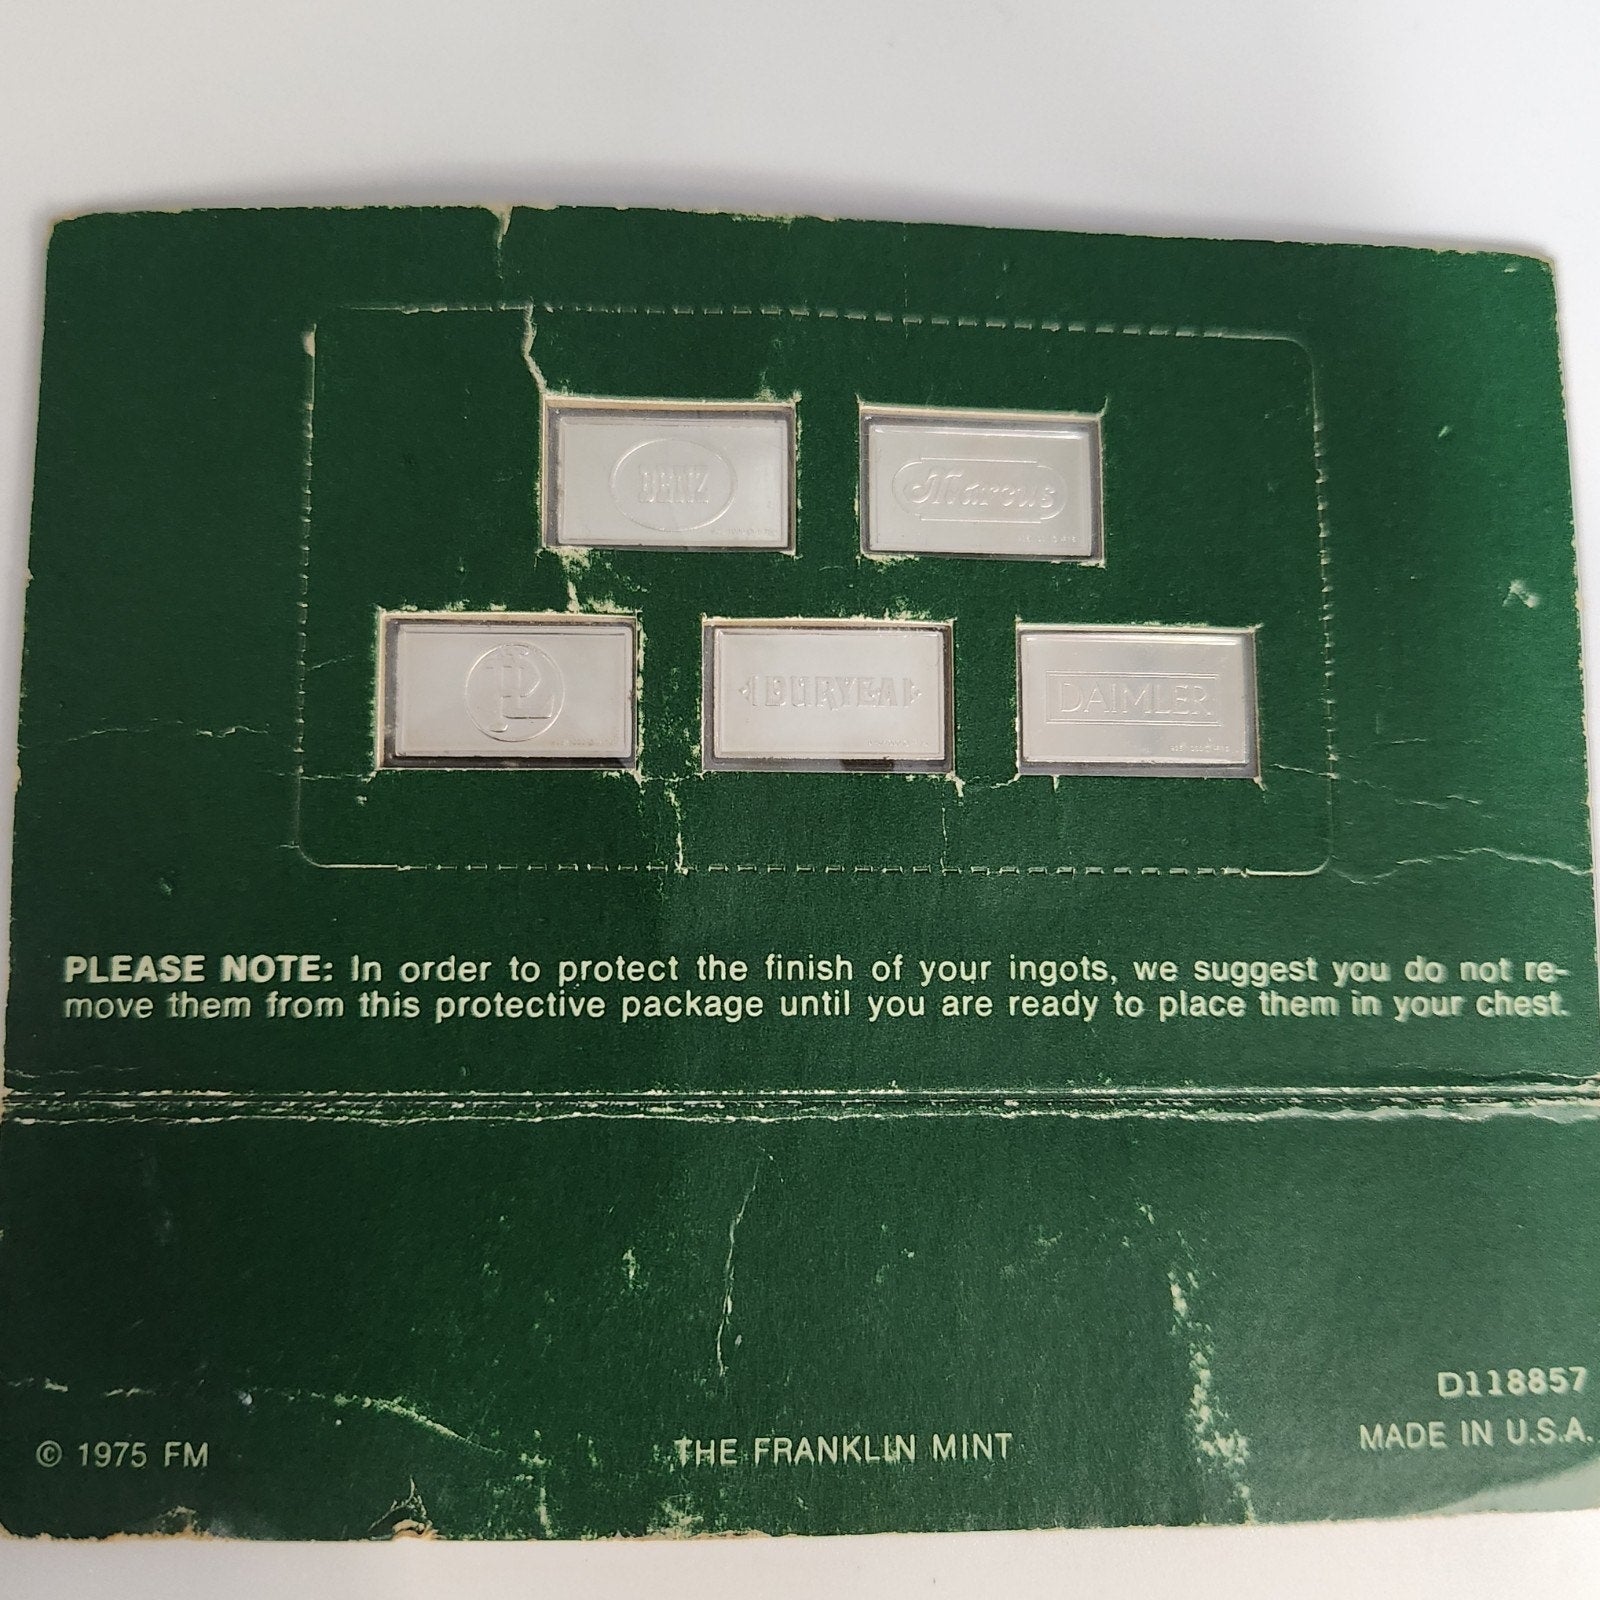 BENZ
Marcus
PL
DURYEA
DAIMLER
PLEASE NOTE: In order to protect the finish of your ingots, we suggest you do not re-
move them from this protective package until you are ready to place them in your chest.
D118857
© 1975 FM
THE FRANKLIN MINT
MADE IN U.S.A.